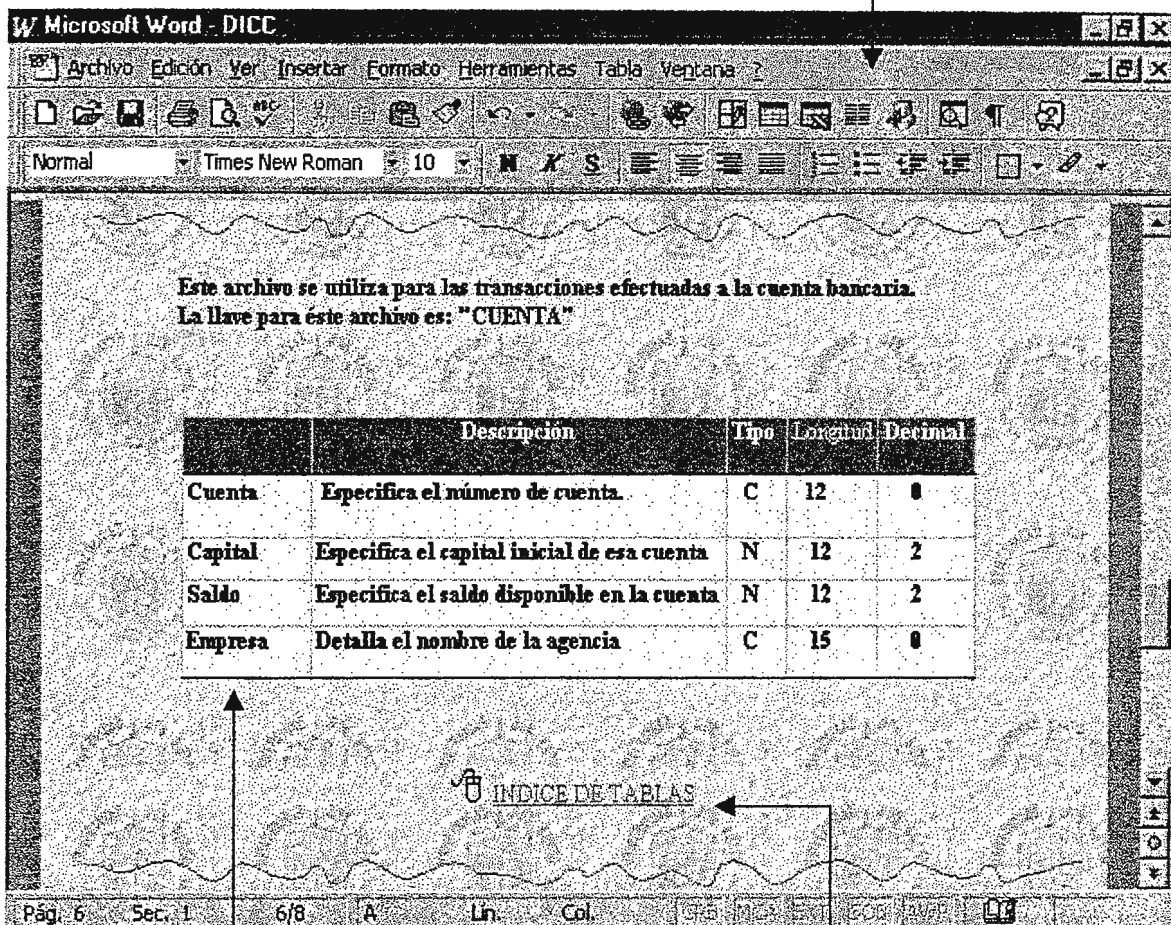 Microsoft Word - DICC
Archivo Edición Ver Insertar Formato Herramientas Tabla Ventana ?
Normal Times New Roman 10 N K S
Este archivo se utiliza para las transacciones efectuadas a la cuenta bancaria.
La llave para éste archivo es: "CUENTA"
Descripción Tipo Longitud Decimal
Cuenta Especifica el número de cuenta. C 12 0
Capital Especifica el capital inicial de esa cuenta N 12 2
Saldo Especifica el saldo disponible en la cuenta N 12 2
Empresa Detalla el nombre de la agencia C 15 0
INDICE DE TABLAS
Pág. 6 Sec. 1 6/8 A Lín. Col.